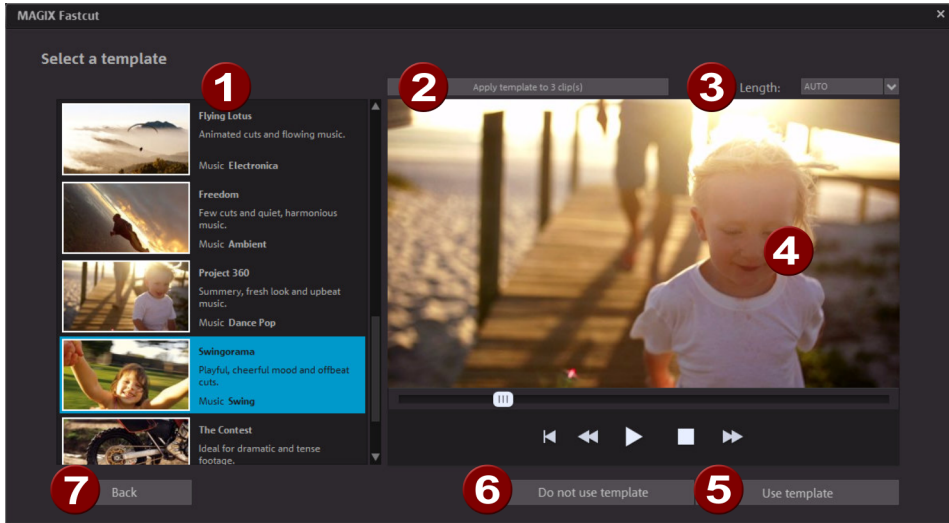 MAGIX Fastcut
Select a template
1
2
Apply template to 3 clip(s)
3
Length:
AUTO
Flying Lotus
Animated cuts and flowing music.
Music Electronica
Freedom
Few cuts and quiet, harmonious
music.
Music Ambient
Project 360
Summery, fresh look and upbeat
music.
Music Dance Pop
Swingorama
Playful, cheerful mood and offbeat
cuts.
Music Swing
The Contest
Ideal for dramatic and tense
footage.
4
7
Back
6
Do not use template
5
Use template